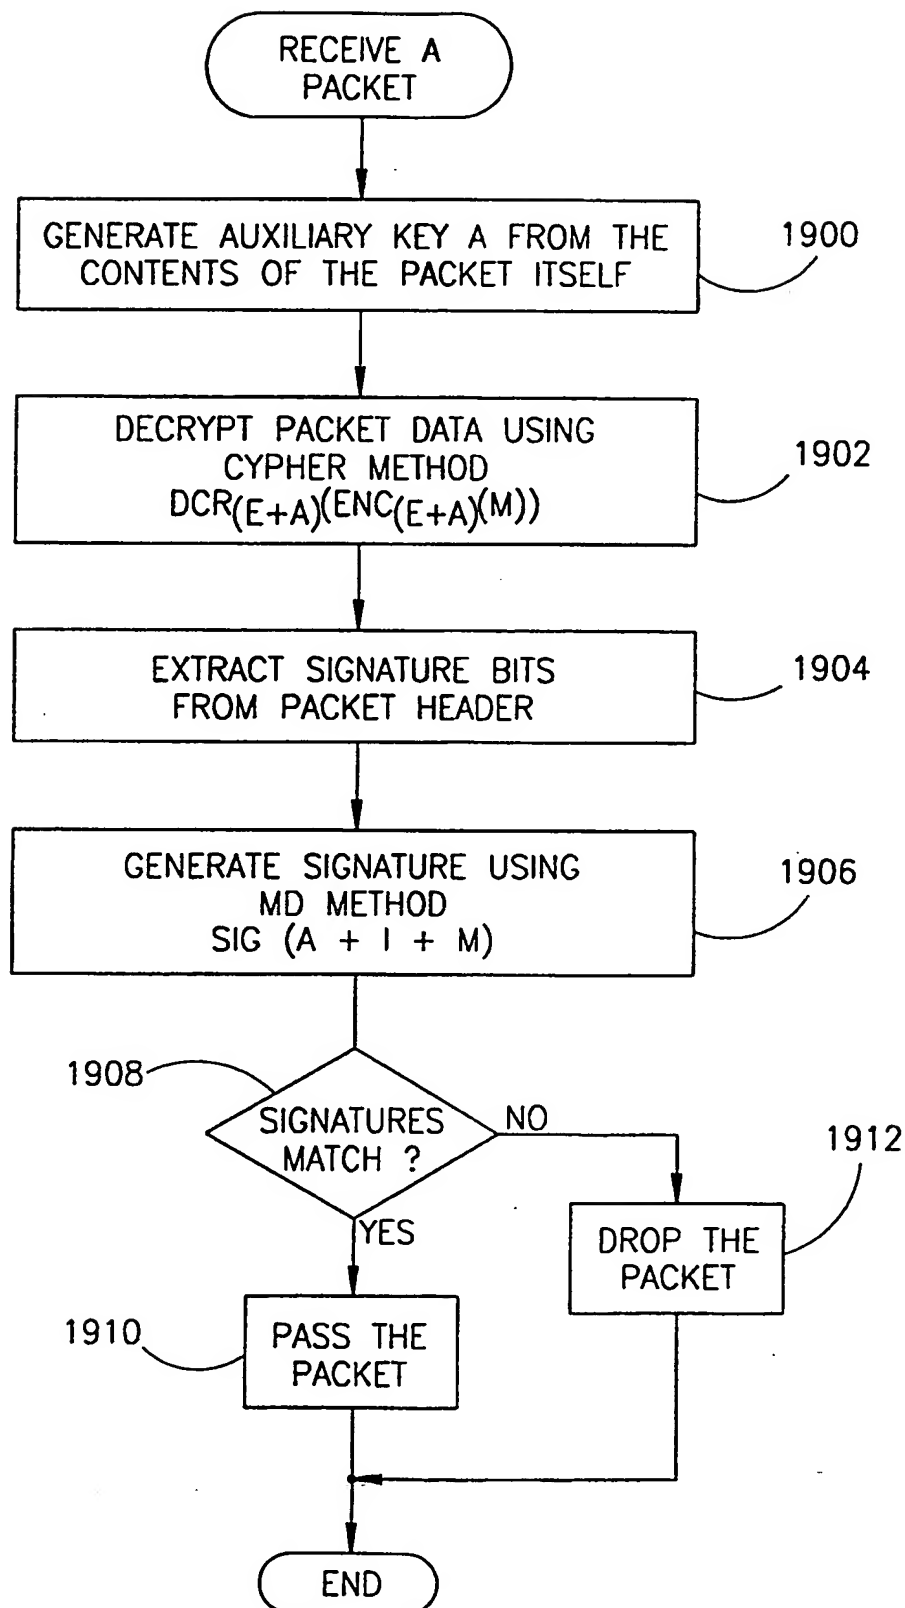 RECEIVE A
PACKET
GENERATE AUXILIARY KEY A FROM THE
CONTENTS OF THE PACKET ITSELF
1900
DECRYPT PACKET DATA USING
CYPHER METHOD
DCR(E+A)(ENC(E+A)(M))
1902
EXTRACT SIGNATURE BITS
FROM PACKET HEADER
1904
GENERATE SIGNATURE USING
MD METHOD
SIG (A + I + M)
1906
1908
SIGNATURES
MATCH ?
NO
YES
1912
DROP THE
PACKET
1910
PASS THE
PACKET
END